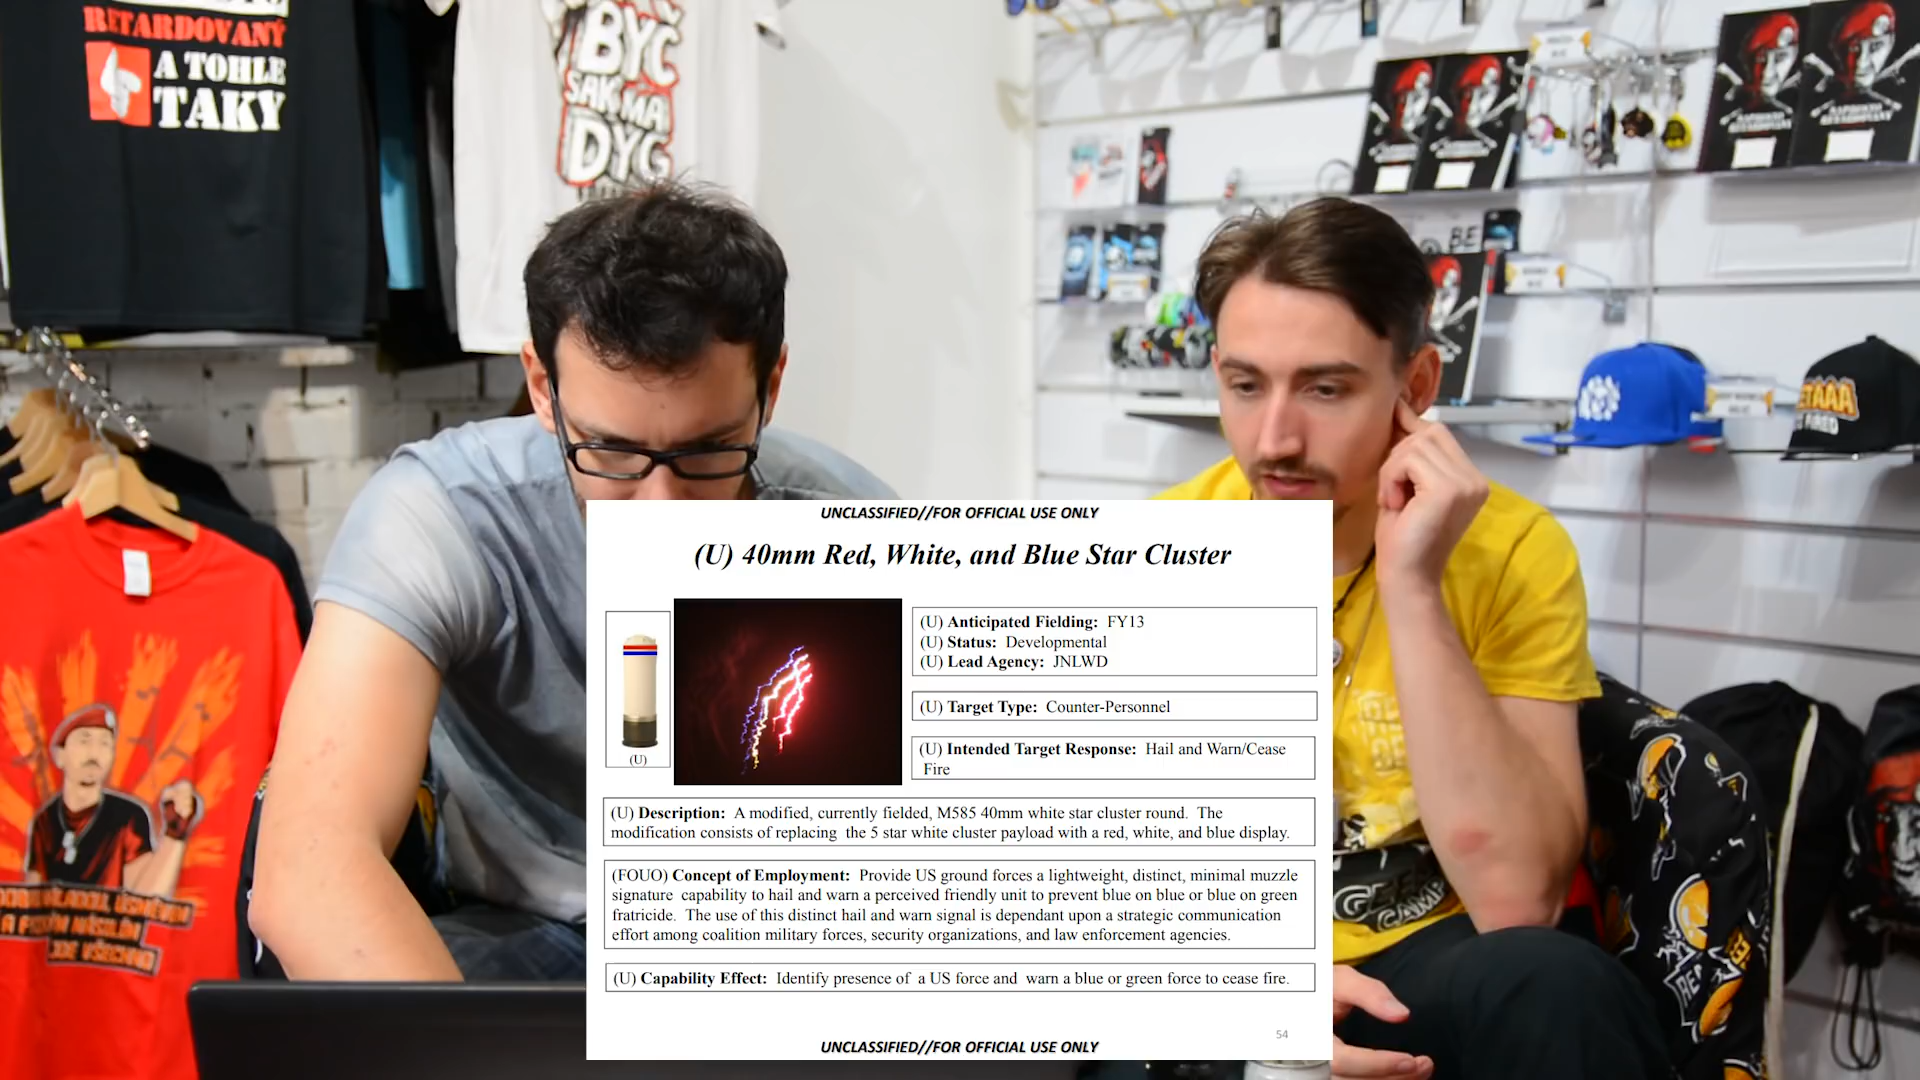 RETARDOVANÝ
A TOHLE
TAKY
BYČ
SAK MÁ
DYG
BE
UNCLASSIFIED//FOR OFFICIAL USE ONLY
(U) 40mm Red, White, and Blue Star Cluster
(U)
(U) Anticipated Fielding: FY13
(U) Status: Developmental
(U) Lead Agency: JNLWD
(U) Target Type: Counter-Personnel
(U) Intended Target Response: Hail and Warn/Cease
Fire
(U) Description: A modified, currently fielded, M585 40mm white star cluster round. The
modification consists of replacing the 5 star white cluster payload with a red, white, and blue display.
(FOUO) Concept of Employment: Provide US ground forces a lightweight, distinct, minimal muzzle
signature capability to hail and warn a perceived friendly unit to prevent blue on blue or blue on green
fratricide. The use of this distinct hail and warn signal is dependant upon a strategic communication
effort among coalition military forces, security organizations, and law enforcement agencies.
(U) Capability Effect: Identify presence of a US force and warn a blue or green force to cease fire.
54
UNCLASSIFIED//FOR OFFICIAL USE ONLY